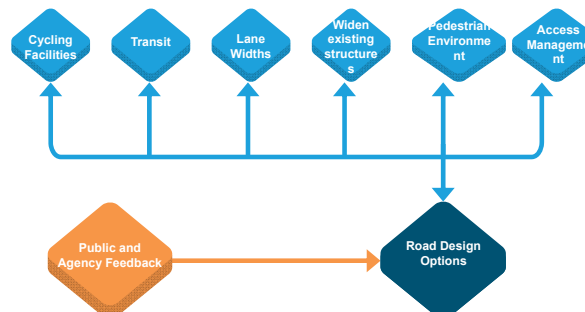 Cycling
Facilities
Transit
Lane
Widths
Widen
existing
structure
s
Pedestrian
Environme
nt
Access
Manageme
nt
Public and
Agency Feedback
Road Design
Options